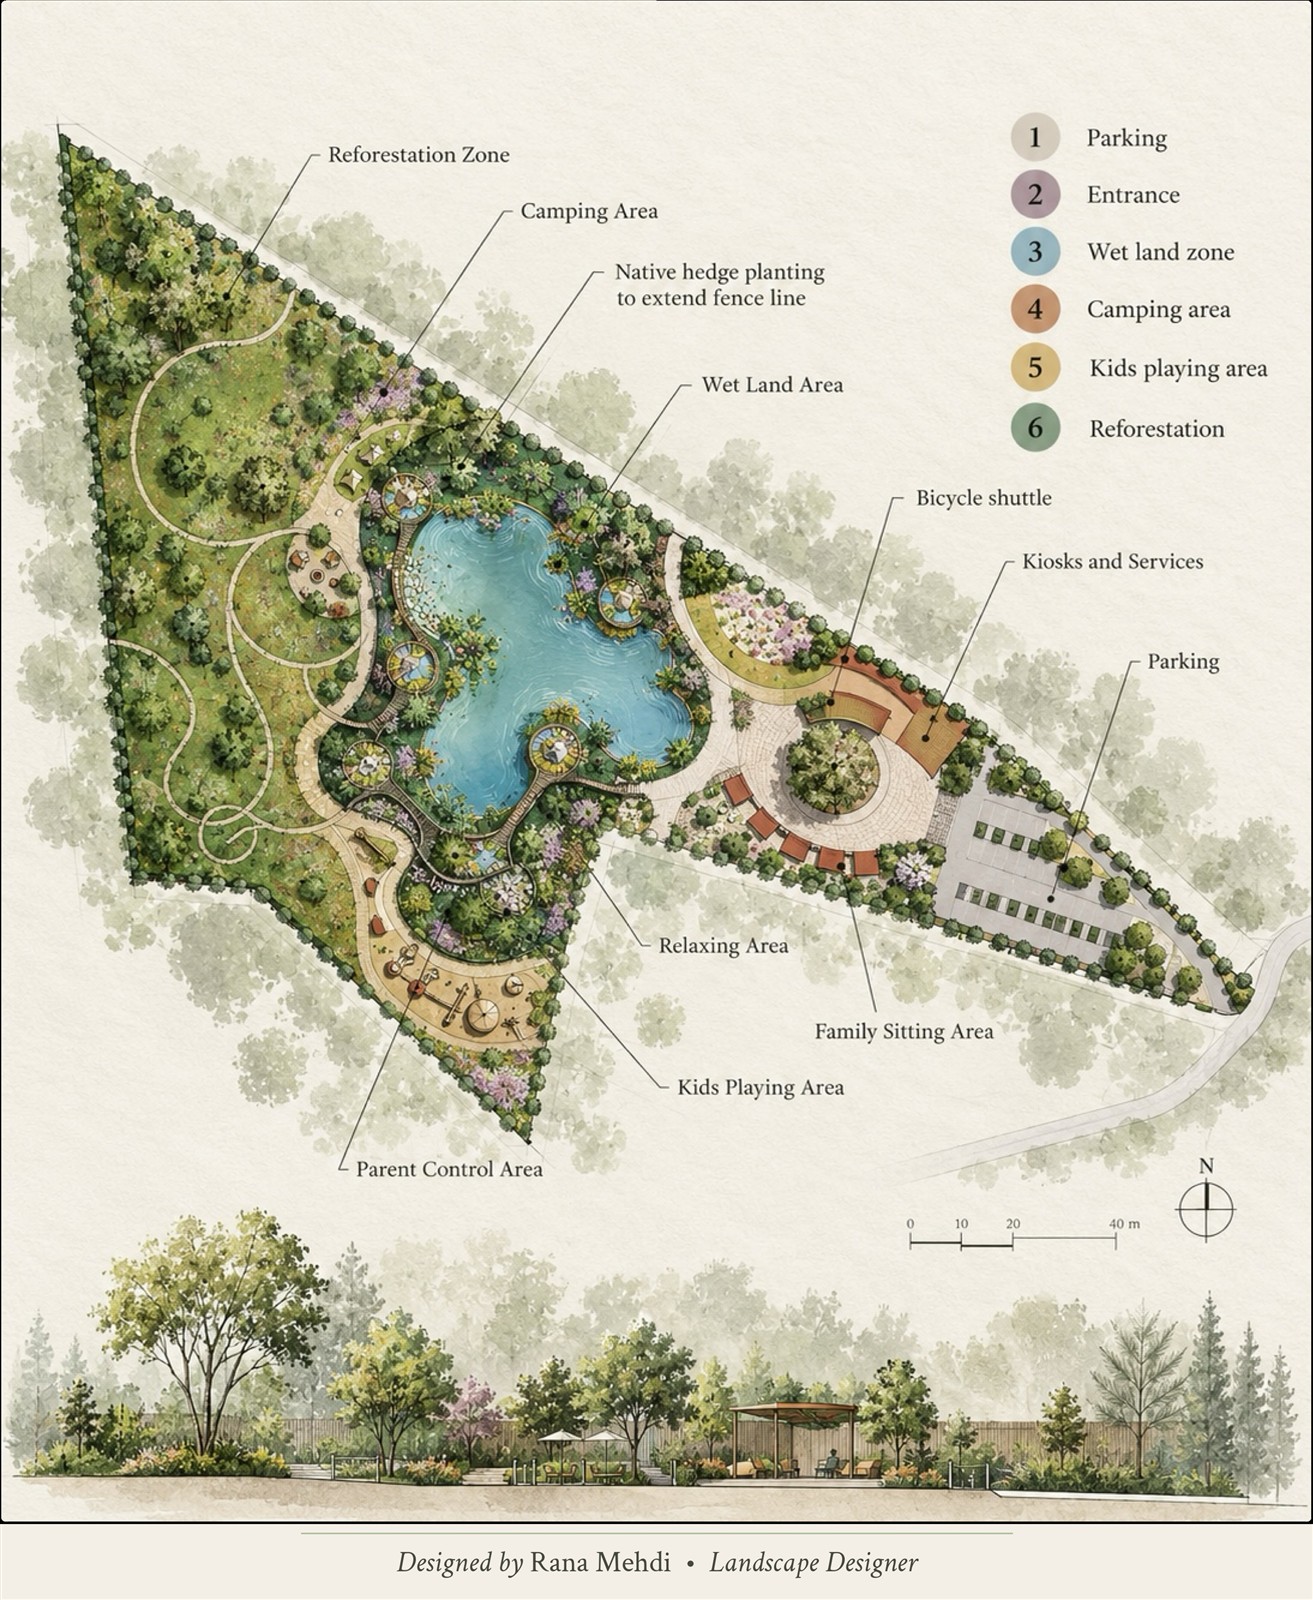 Reforestation Zone
Camping Area
Native hedge planting
to extend fence line
Wet Land Area
1 Parking
2 Entrance
3 Wet land zone
4 Camping area
5 Kids playing area
6 Reforestation
Bicycle shuttle
Kiosks and Services
Parking
Relaxing Area
Family Sitting Area
Kids Playing Area
Parent Control Area
N
0 10 20 40 m
Designed by Rana Mehdi • Landscape Designer